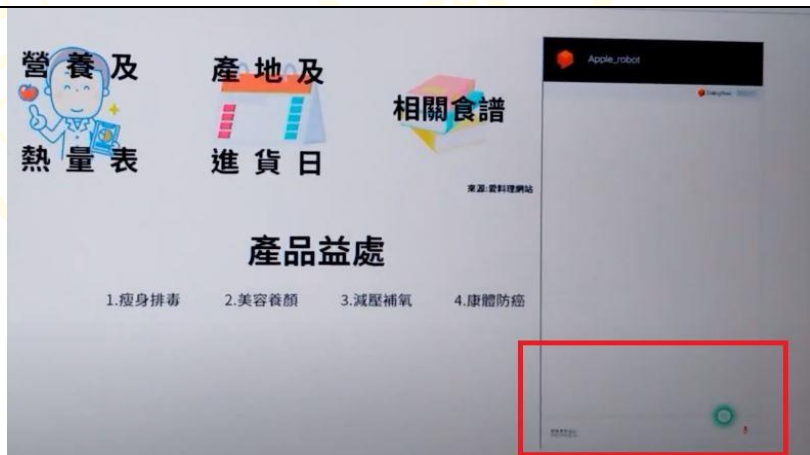 營養及
熱量表
產地及
進貨日
相關食譜
來源:愛料理網站
產品益處
1.瘦身排毒 2.美容養顏 3.減壓補氧 4.康體防癌
Apple_robot
Dialogflow